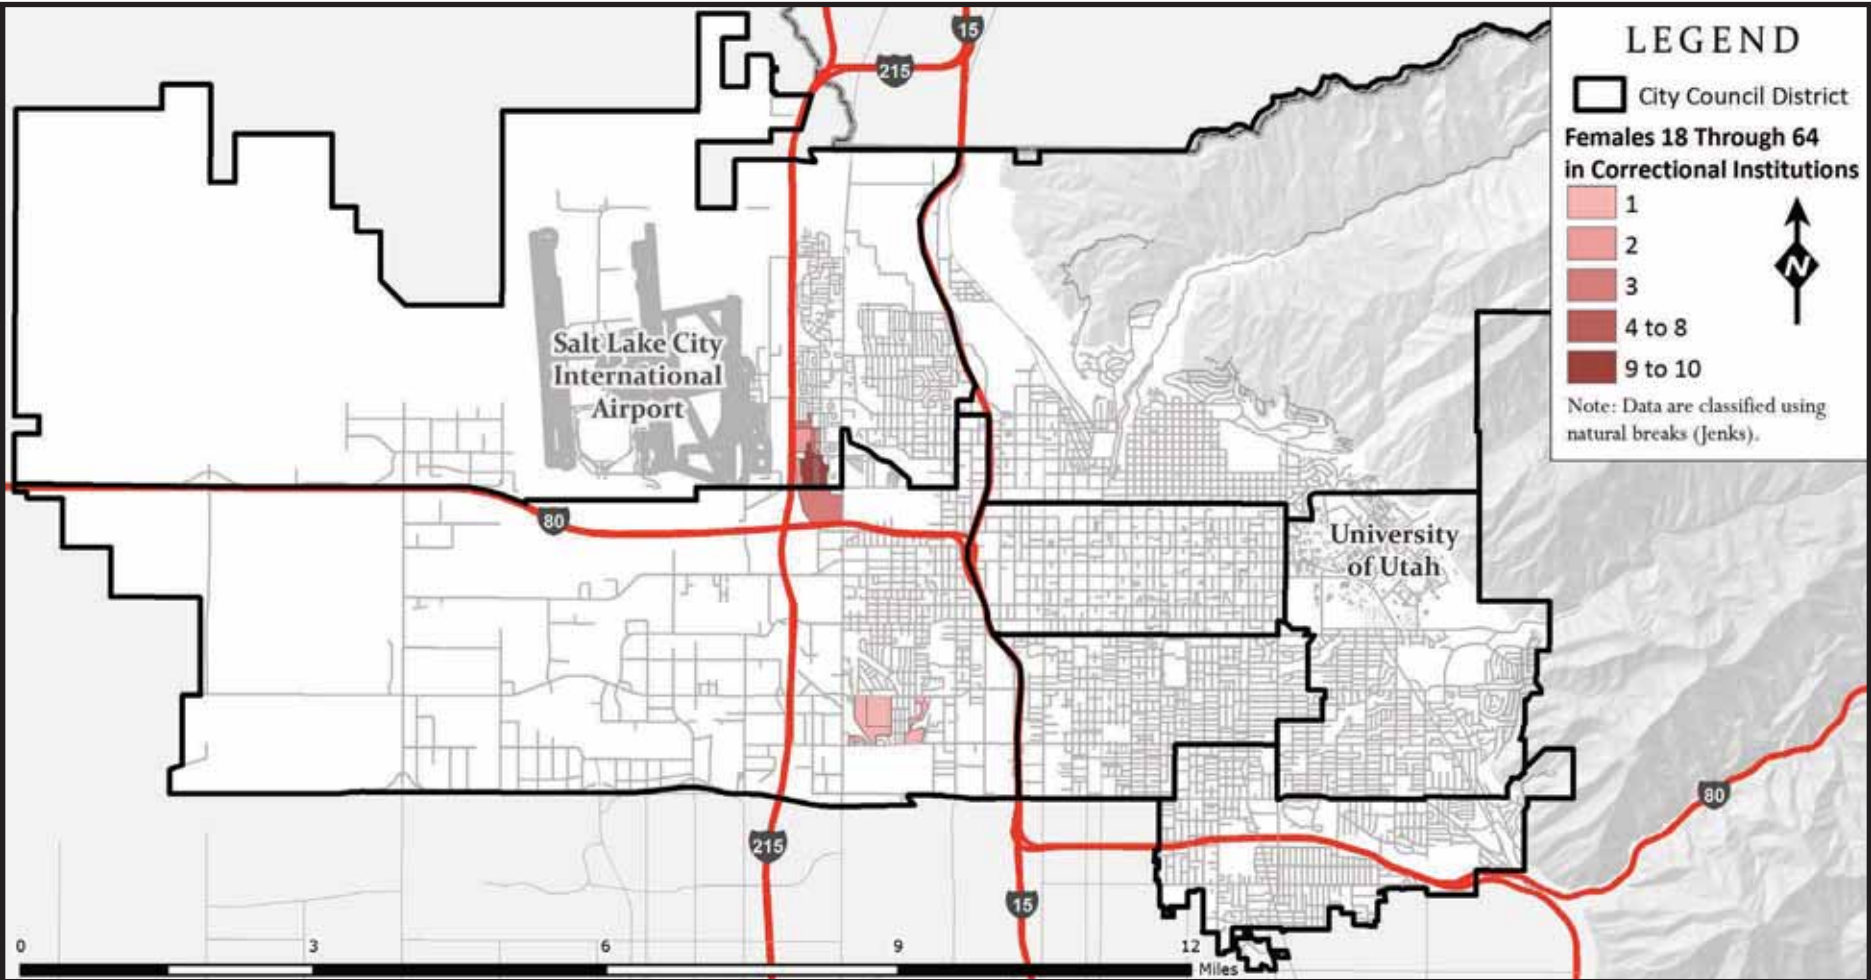 15
215
LEGEND
City Council District
Females 18 Through 64
in Correctional Institutions
1
2
3
4 to 8
9 to 10
N
Note: Data are classified using
natural breaks (Jenks).
Salt Lake City
International
Airport
80
University
of Utah
80
215
15
0 3 6 9 12
Miles